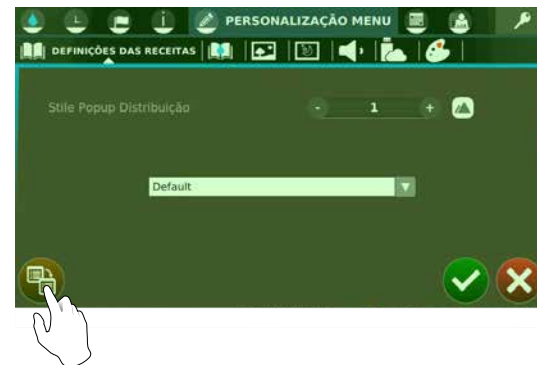 PERSONALIZAÇÃO MENU
DEFINIÇÕES DAS RECEITAS
Stile Popup Distribuição - 1 +
Default